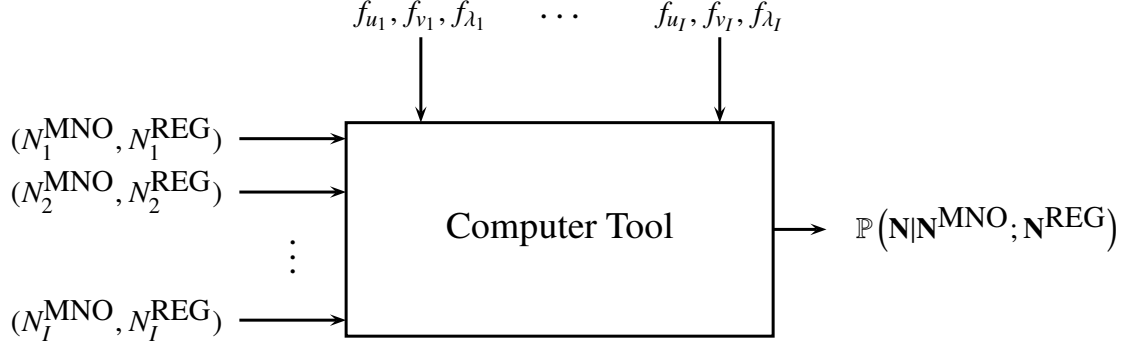 f_{u_1}, f_{v_1}, f_{λ_1} ⋯ f_{u_I}, f_{v_I}, f_{λ_I}
(N_1^{MNO}, N_1^{REG})
(N_2^{MNO}, N_2^{REG})
Computer Tool
ℙ(𝐍|𝐍^{MNO}; 𝐍^{REG})
⋮
(N_I^{MNO}, N_I^{REG})